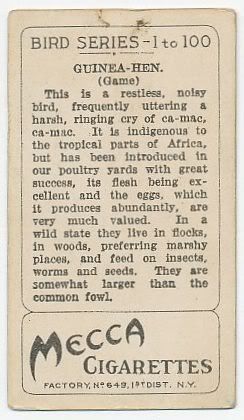 BIRD SERIES-1 to 100
GUINEA-HEN.
(Game)
This is a restless, noisy
bird, frequently uttering a
harsh, ringing cry of ca-mac,
ca-mac. It is indigenous to
the tropical parts of Africa,
but has been introduced in
our poultry yards with great
success, its flesh being ex-
cellent and the eggs, which
it produces abundantly, are
very much valued. In a
wild state they live in flocks,
in woods, preferring marshy
places, and feed on insects,
worms and seeds. They are
somewhat larger than the
common fowl.
MECCA
CIGARETTES
FACTORY, No 649, 1ST DIST. N.Y.